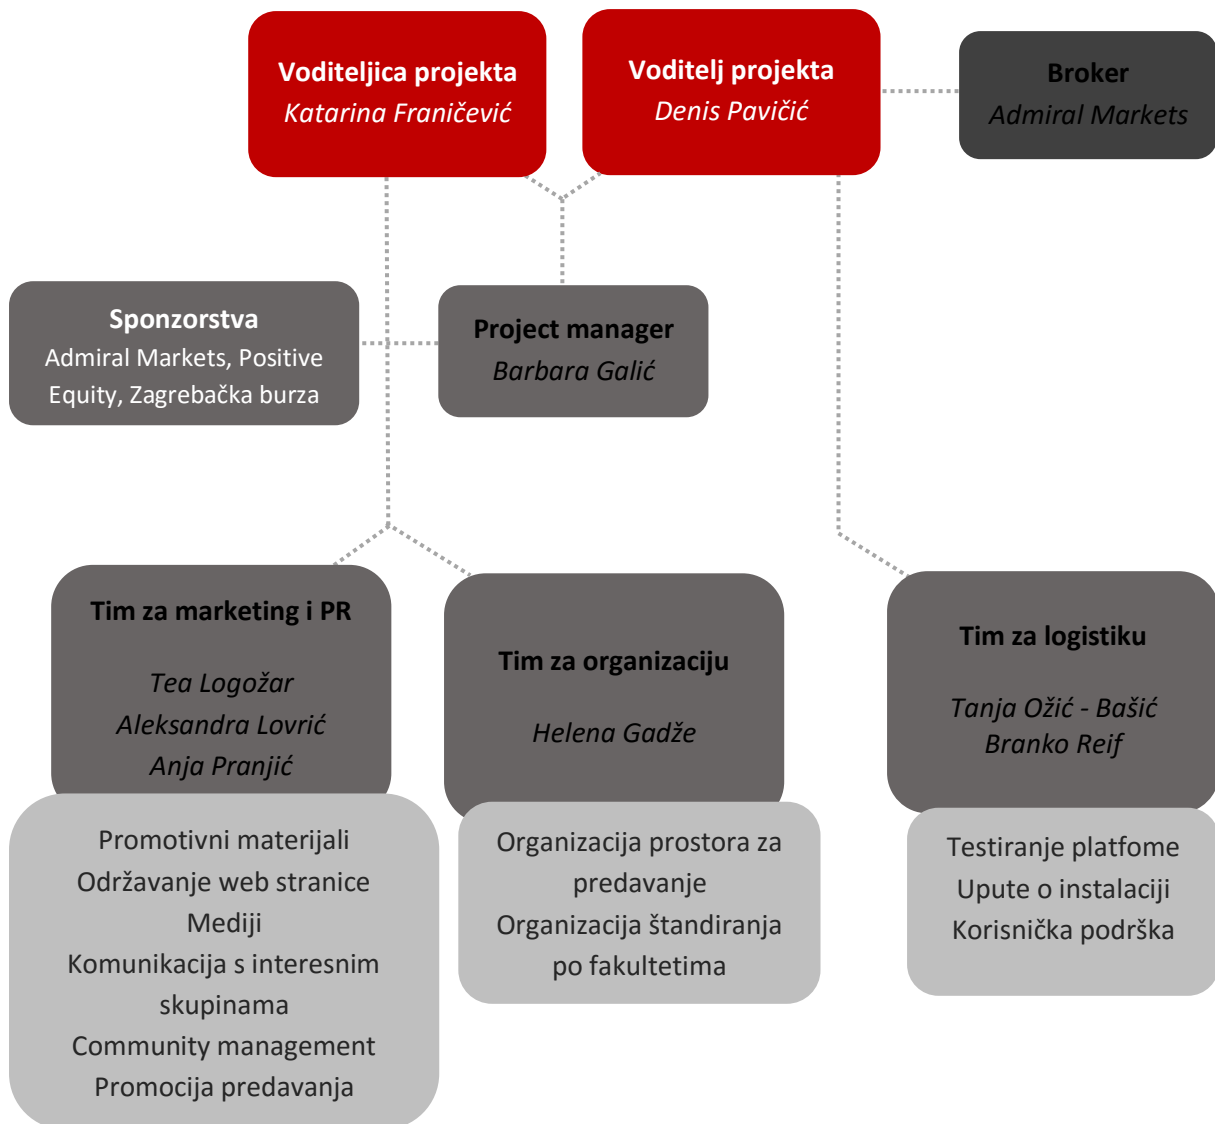 Voditeljica projekta
Katarina Franičević
Voditelj projekta
Denis Pavičić
Broker
Admiral Markets
Sponzorstva
Admiral Markets, Positive
Equity, Zagrebačka burza
Project manager
Barbara Galić
Tim za marketing i PR
Tea Logožar
Aleksandra Lovrić
Anja Pranjić
Tim za organizaciju
Helena Gadže
Tim za logistiku
Tanja Ožić - Bašić
Branko Reif
Promotivni materijali
Održavanje web stranice
Mediji
Komunikacija s interesnim
skupinama
Community management
Promocija predavanja
Organizacija prostora za
predavanje
Organizacija štandiranja
po fakultetima
Testiranje platfome
Upute o instalaciji
Korisnička podrška